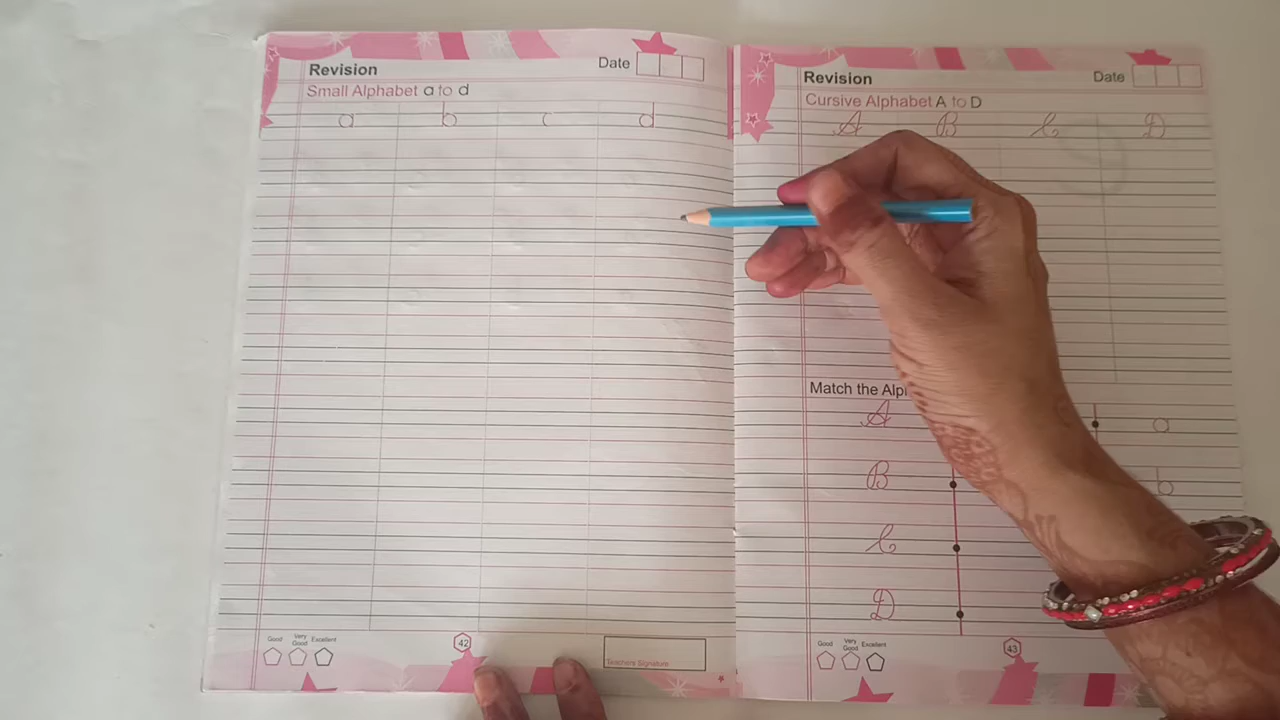 Revision
Date
Small Alphabet a to d
a b c d
Good
Very Good
Excellent
42
Teachers Signature
Revision
Date
Cursive Alphabet A to D
A B C D
Match the
A a
B b
C
D
Good
Very Good
Excellent
43